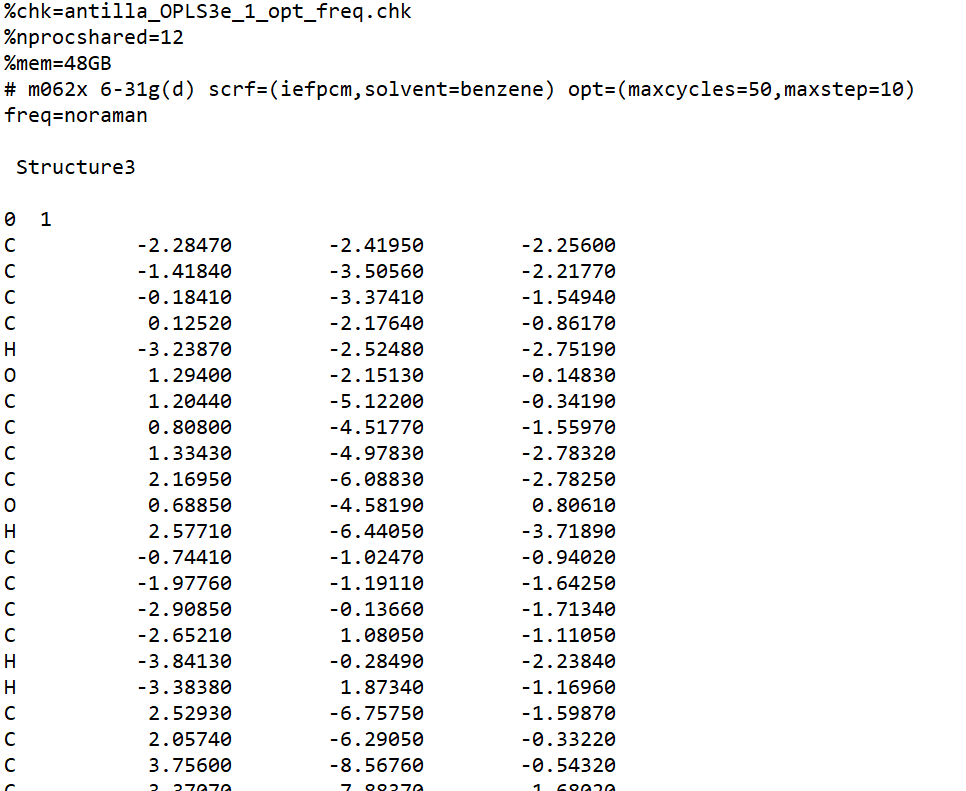 %chk=antilla_OPLS3e_1_opt_freq.chk
%nprocshared=12
%mem=48GB
# m062x 6-31g(d) scrf=(iefpcm,solvent=benzene) opt=(maxcycles=50,maxstep=10)
freq=noraman
Structure3
0 1
C -2.28470 -2.41950 -2.25600
C -1.41840 -3.50560 -2.21770
C -0.18410 -3.37410 -1.54940
C 0.12520 -2.17640 -0.86170
H -3.23870 -2.52480 -2.75190
O 1.29400 -2.15130 -0.14830
C 1.20440 -5.12200 -0.34190
C 0.80800 -4.51770 -1.55970
C 1.33430 -4.97830 -2.78320
C 2.16950 -6.08830 -2.78250
O 0.68850 -4.58190 0.80610
H 2.57710 -6.44050 -3.71890
C -0.74410 -1.02470 -0.94020
C -1.97760 -1.19110 -1.64250
C -2.90850 -0.13660 -1.71340
C -2.65210 1.08050 -1.11050
H -3.84130 -0.28490 -2.23840
H -3.38380 1.87340 -1.16960
C 2.52930 -6.75750 -1.59870
C 2.05740 -6.29050 -0.33220
C 3.75600 -8.56760 -0.54320